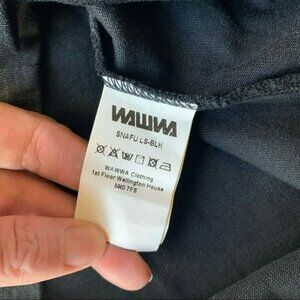 WAWWA
SNAFU LS-BLK
WAWWA Clothing
1st Floor Wellington House
M40 7FS